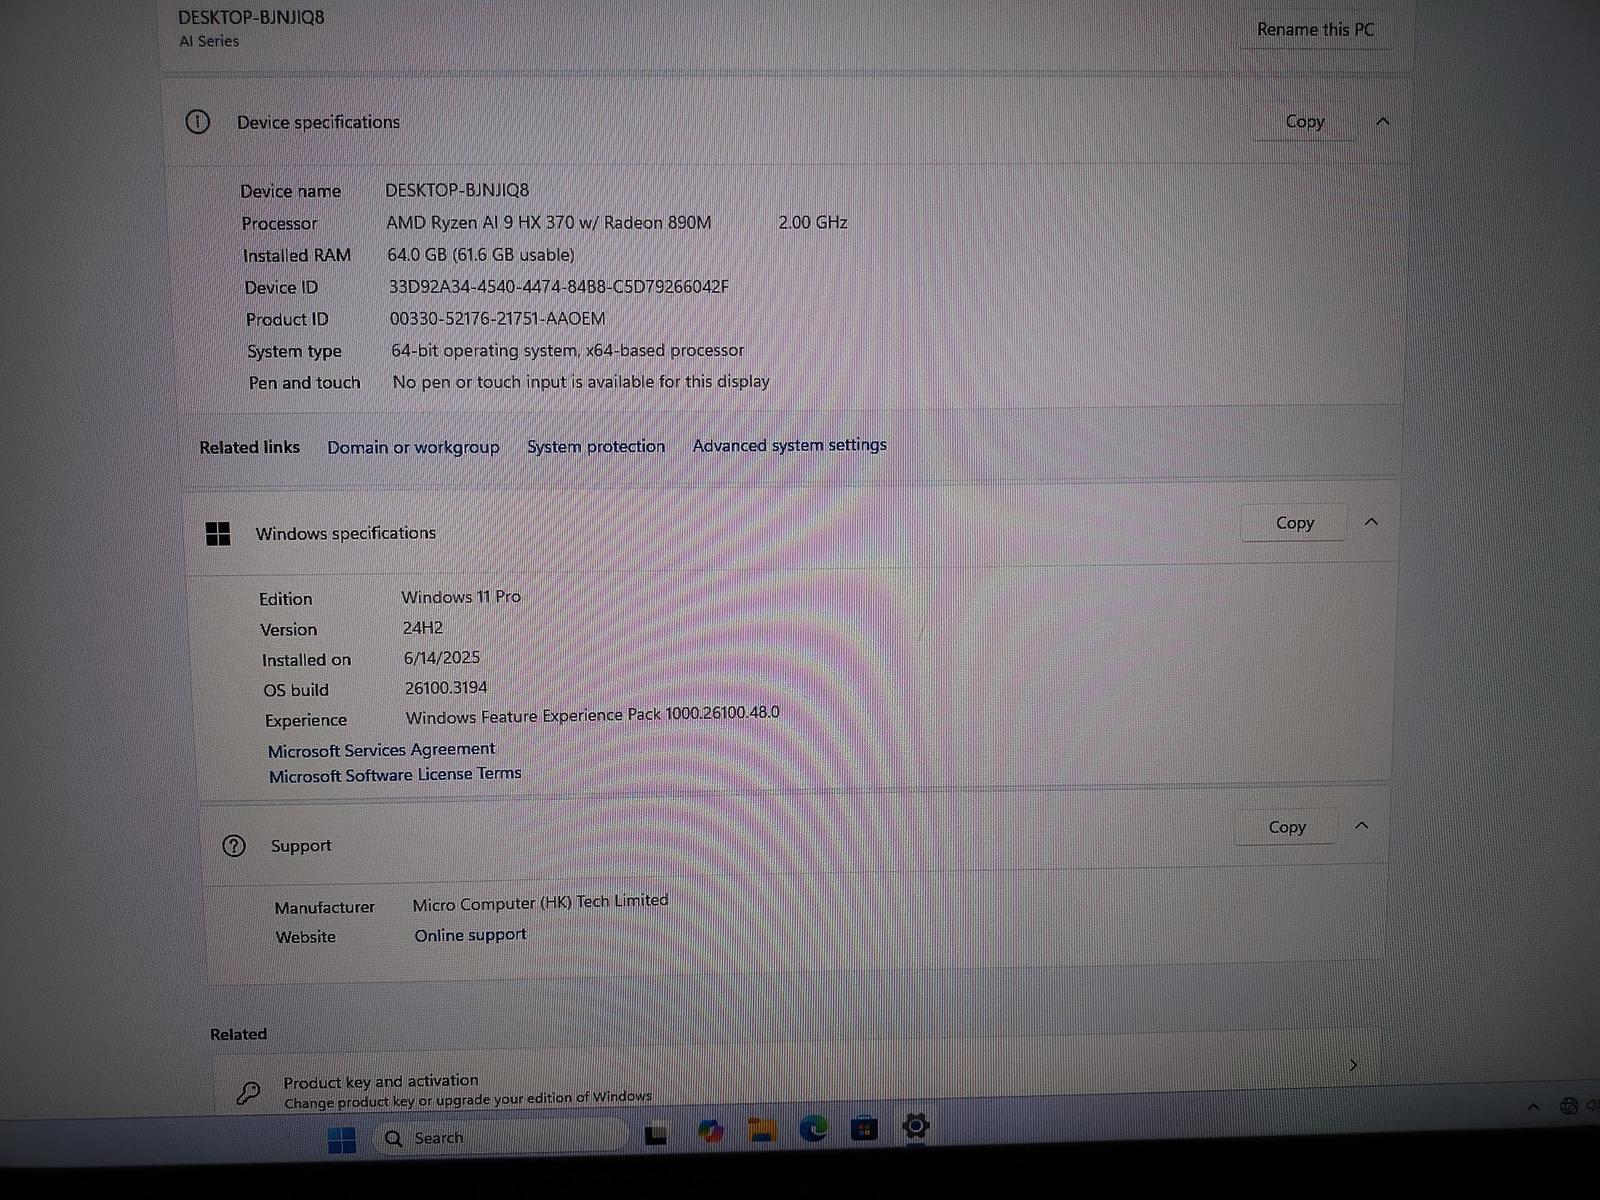 DESKTOP-BJNJIQ8
AI Series
Rename this PC
Device specifications
Copy
Device name DESKTOP-BJNJIQ8
Processor AMD Ryzen AI 9 HX 370 w/ Radeon 890M 2.00 GHz
Installed RAM 64.0 GB (61.6 GB usable)
Device ID 33D92A34-4540-4474-84B8-C5D79266042F
Product ID 00330-52176-21751-AAOEM
System type 64-bit operating system, x64-based processor
Pen and touch No pen or touch input is available for this display
Related links Domain or workgroup System protection Advanced system settings
Windows specifications
Copy
Edition Windows 11 Pro
Version 24H2
Installed on 6/14/2025
OS build 26100.3194
Experience Windows Feature Experience Pack 1000.26100.48.0
Microsoft Services Agreement
Microsoft Software License Terms
Support
Copy
Manufacturer Micro Computer (HK) Tech Limited
Website Online support
Related
Product key and activation
Change product key or upgrade your edition of Windows
Search